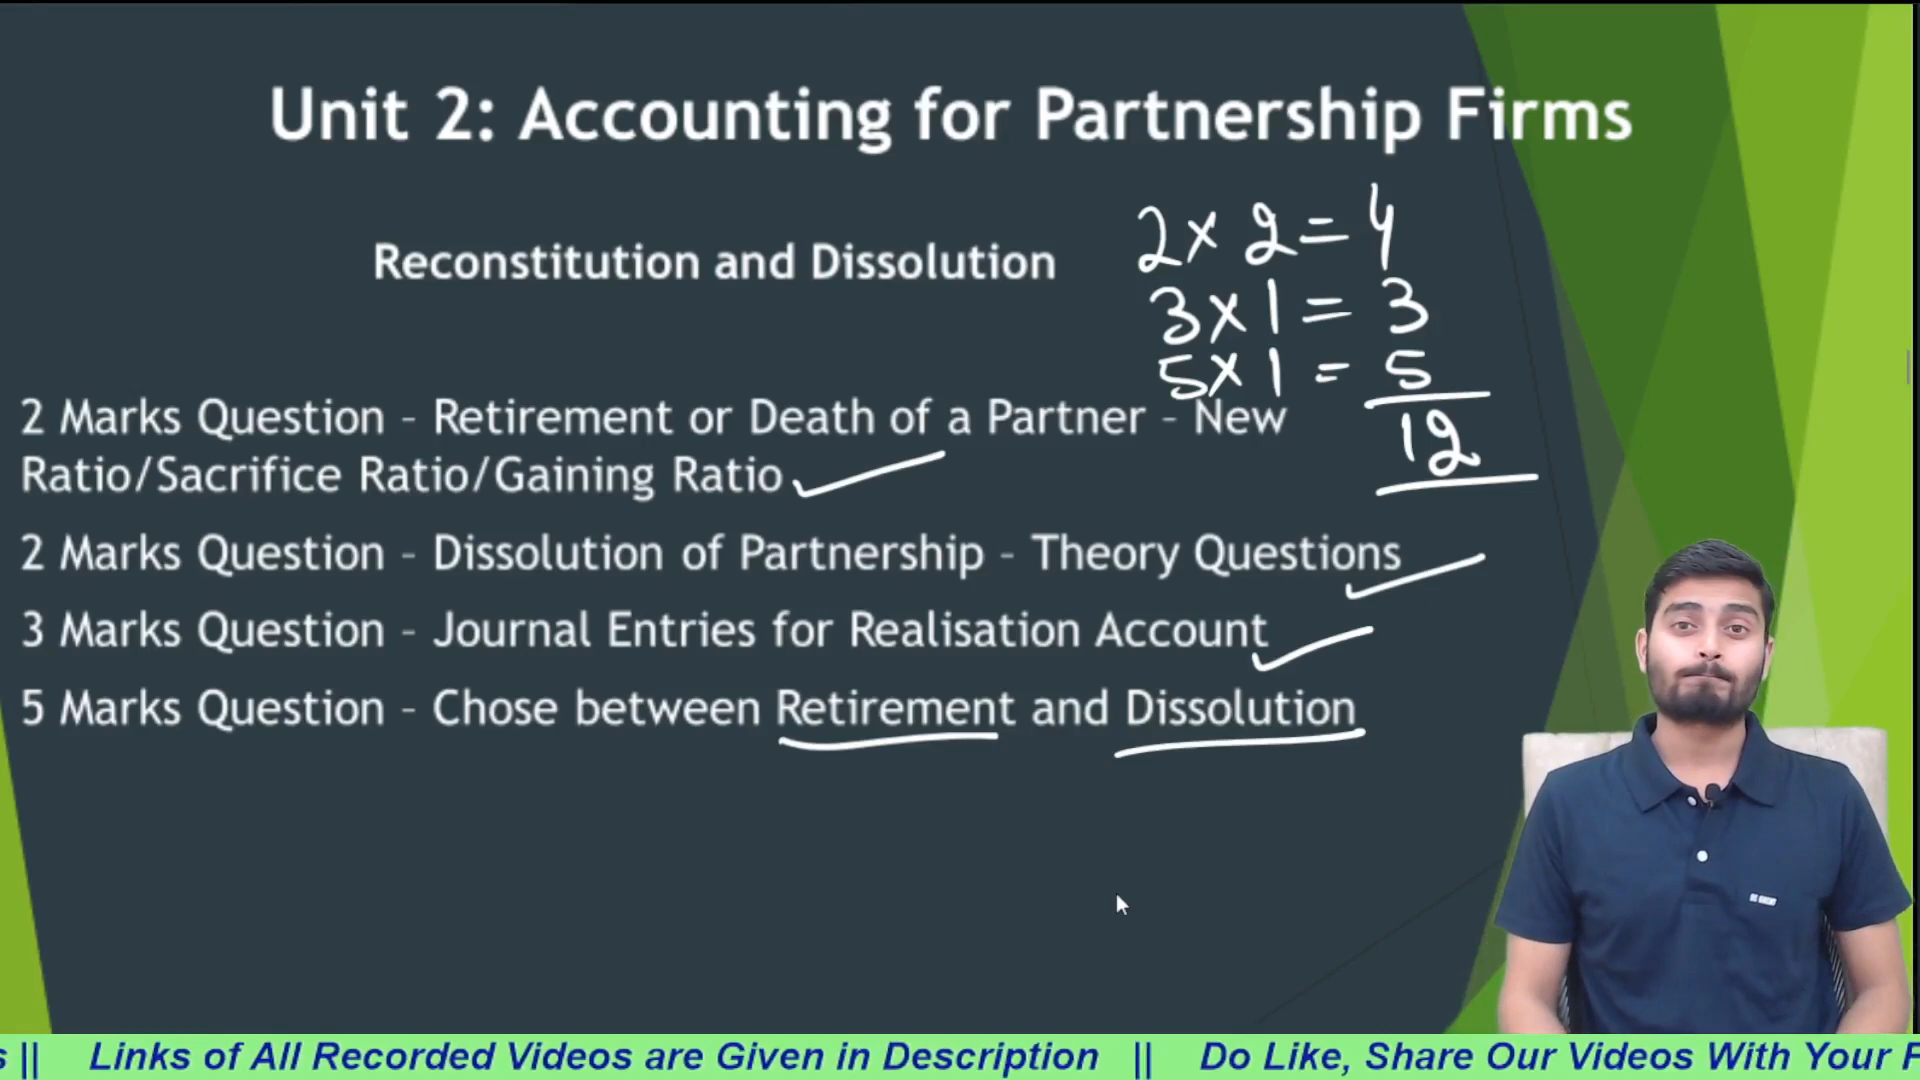 Unit 2: Accounting for Partnership Firms
Reconstitution and Dissolution
2 × 2 = 4
3 × 1 = 3
5 × 1 = 5
12
2 Marks Question – Retirement or Death of a Partner – New
Ratio/Sacrifice Ratio/Gaining Ratio
2 Marks Question – Dissolution of Partnership – Theory Questions
3 Marks Question – Journal Entries for Realisation Account
5 Marks Question – Chose between Retirement and Dissolution
s || Links of All Recorded Videos are Given in Description || Do Like, Share Our Videos With Your F